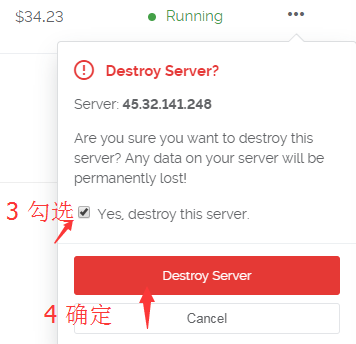 $34.23 Running •••
Destroy Server?
Server: 45.32.141.248
Are you sure you want to destroy this
server? Any data on your server will be
permanently lost!
3 勾选 Yes, destroy this server.
Destroy Server
4 确定
Cancel